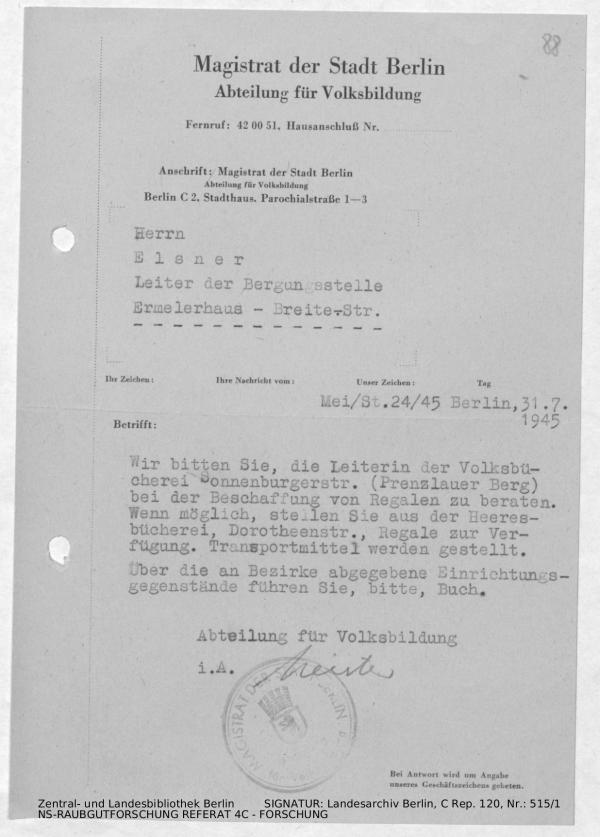 88
Magistrat der Stadt Berlin
Abteilung für Volksbildung
Fernruf: 42 00 51, Hausanschluß Nr.
Anschrift: Magistrat der Stadt Berlin
Abteilung für Volksbildung
Berlin C 2, Stadthaus, Parochialstraße 1—3
Herrn
E l s n e r
Leiter der Bergungsstelle
Ermelerhaus - Breite-Str.
Ihr Zeichen: Ihre Nachricht vom: Unser Zeichen: Tag
Mei/St.24/45 Berlin, 31.7.
1945
Betrifft:
Wir bitten Sie, die Leiterin der Volksbü-
cherei Sonnenburgerstr. (Prenzlauer Berg)
bei der Beschaffung von Regalen zu beraten.
Wenn möglich, stellen Sie aus der Heeres-
bücherei, Dorotheenstr., Regale zur Ver-
fügung. Transportmittel werden gestellt.
Über die an Bezirke abgegebene Einrichtungs-
gegenstände führen Sie, bitte, Buch.
Abteilung für Volksbildung
i.A.
MAGISTRAT DER BERLIN
Bei Antwort wird um Angabe
unseres Geschäftszeichens gebeten.
Zentral- und Landesbibliothek Berlin SIGNATUR: Landesarchiv Berlin, C Rep. 120, Nr.: 515/1
NS-RAUBGUTFORSCHUNG REFERAT 4C - FORSCHUNG